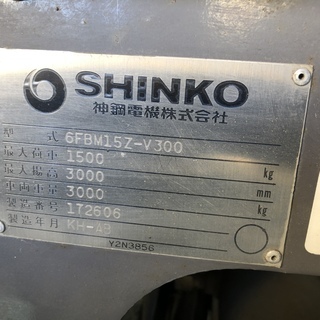 SHINKO
神鋼電機株式会社
型式 6FBM15Z-V300
最大荷重 1500 kg
最大揚高 3000 mm
車両重量 3000 kg
製造番号 1T2606
製造年月 KH-AB
Y2N3856